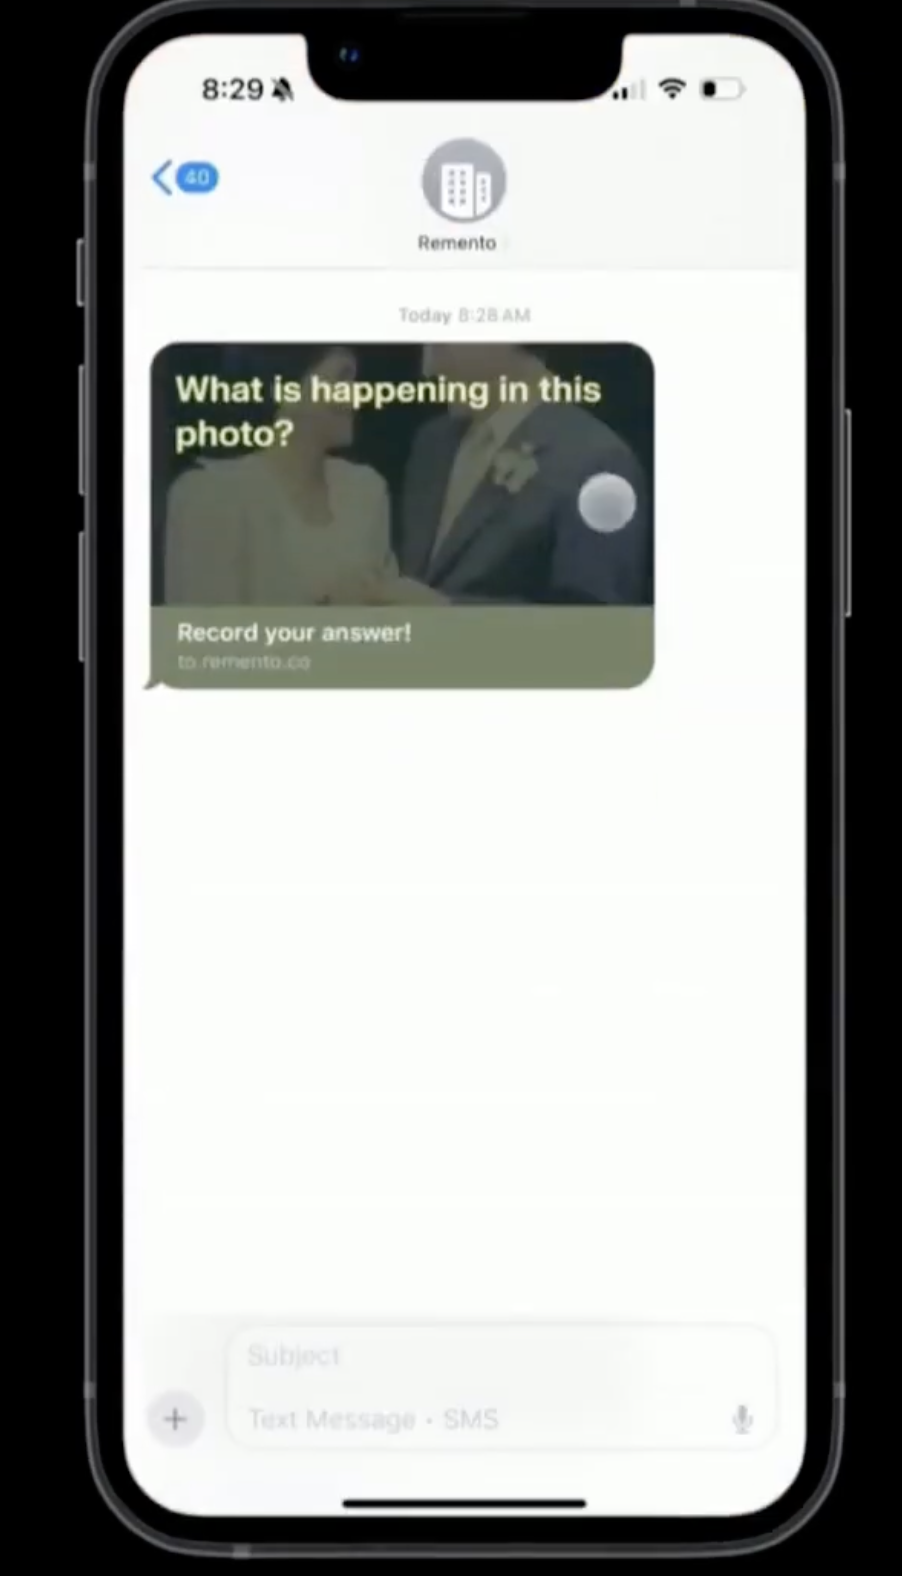 8:29
40
Remento
Today 8:28 AM
What is happening in this
photo?
Record your answer!
to.remento.co
Subject
Text Message • SMS